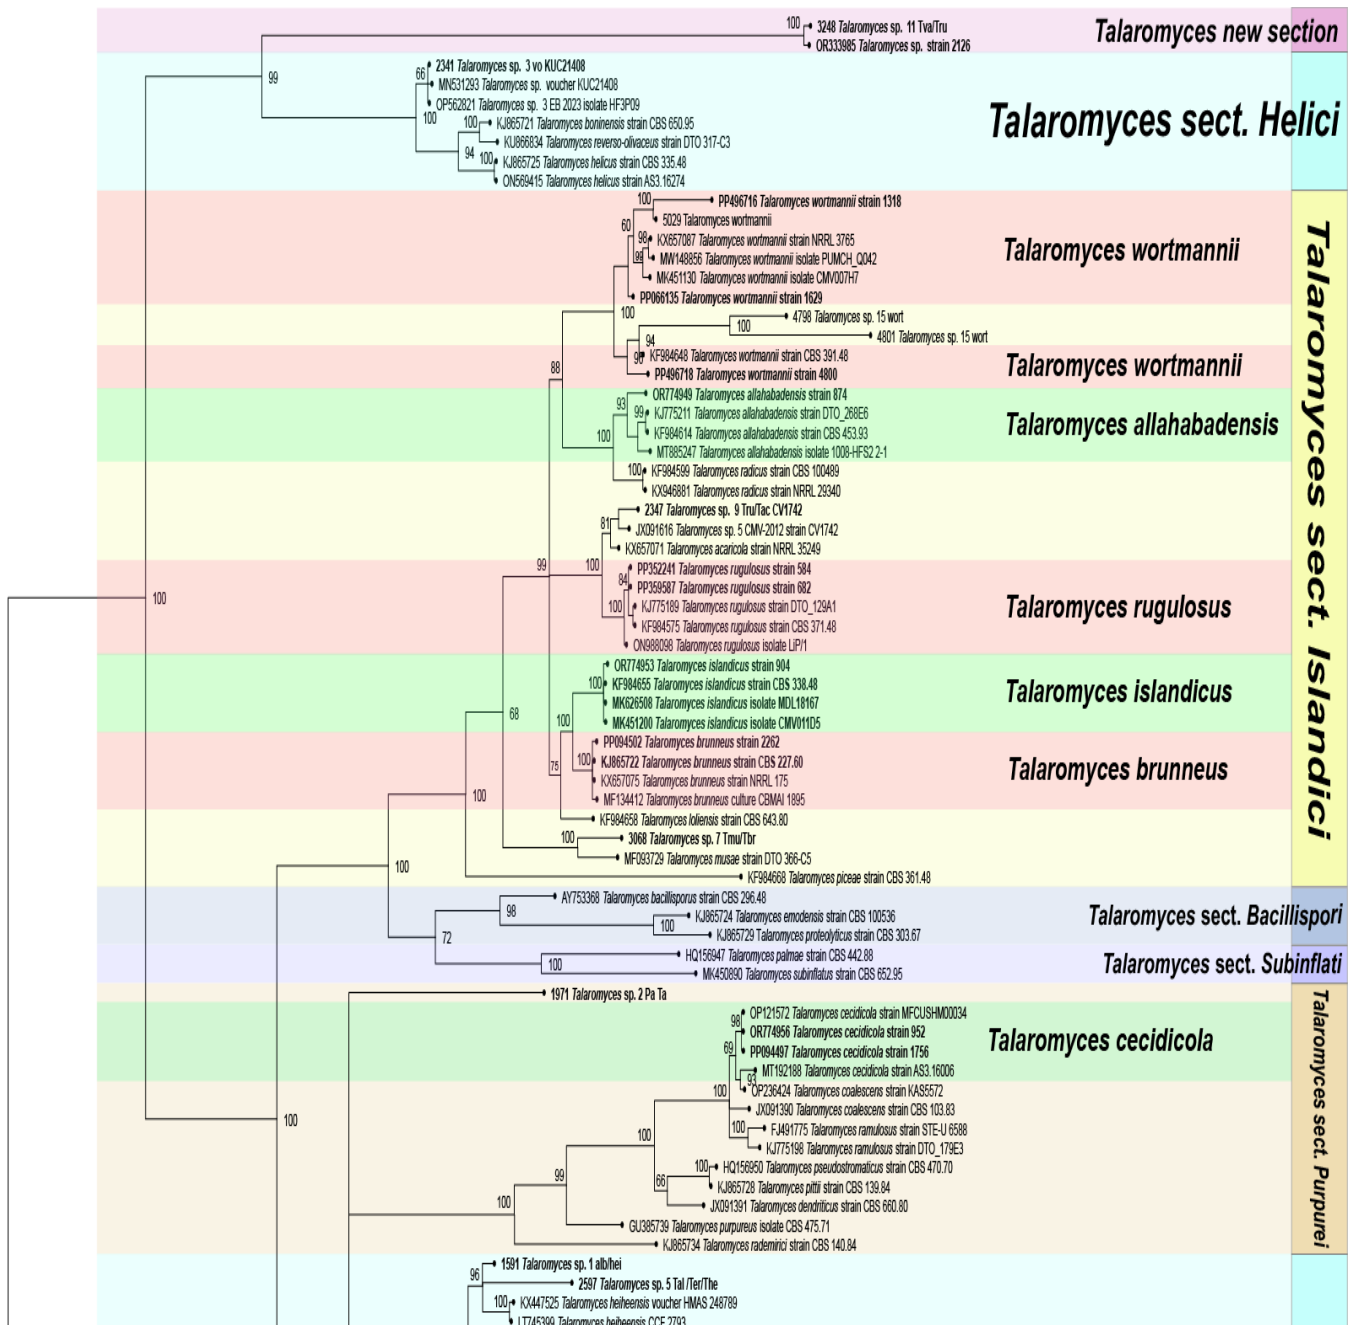 100
3248 Talaromyces sp. 11 Tva/Tru
Talaromyces new section
OR333985 Talaromyces sp. strain 2126
99
66
2341 Talaromyces sp. 3 vo KUC21408
MN531293 Talaromyces sp. voucher KUC21408
OP562821 Talaromyces sp. 3 EB 2023 isolate HF3P09
100
Talaromyces sect. Helici
100
KJ865721 Talaromyces boninensis strain CBS 650.95
KU866834 Talaromyces reverso-olivaceus strain DTO 317-C3
94
100
KJ865725 Talaromyces helicus strain CBS 335.48
ON569415 Talaromyces helicus strain AS3.16274
100
PP496716 Talaromyces wortmannii strain 1318
60
5029 Talaromyces wortmannii
98
KX657087 Talaromyces wortmannii strain NRRL 3765
Talaromyces wortmannii
99
MW148856 Talaromyces wortmannii isolate PUMCH_Q042
MK451130 Talaromyces wortmannii isolate CMV007H7
PP066135 Talaromyces wortmannii strain 1629
100
4798 Talaromyces sp. 15 wort
100
4801 Talaromyces sp. 15 wort
94
KF984648 Talaromyces wortmannii strain CBS 391.48
Talaromyces wortmannii
88
PP496718 Talaromyces wortmannii strain 4800
OR774949 Talaromyces allahabadensis strain 874
93
99
KJ775211 Talaromyces allahabadensis strain DTO_268E6
Talaromyces allahabadensis
100
KF984614 Talaromyces allahabadensis strain CBS 453.93
MT885247 Talaromyces allahabadensis isolate 1008-HFS2 2-1
100
KF984599 Talaromyces radicus strain CBS 100489
KX946881 Talaromyces radicus strain NRRL 29340
2347 Talaromyces sp. 9 Tru/Tac CV1742
81
JX091616 Talaromyces sp. 5 CMV-2012 strain CV1742
KX657071 Talaromyces acaricola strain NRRL 35249
99
100
PP352241 Talaromyces rugulosus strain 584
84
PP359587 Talaromyces rugulosus strain 682
100
KJ775189 Talaromyces rugulosus strain DTO_129A1
Talaromyces rugulosus
KF984575 Talaromyces rugulosus strain CBS 371.48
ON988098 Talaromyces rugulosus isolate LiP/1
100
Talaromyces sect. Islandici
OR774953 Talaromyces islandicus strain 904
100
KF984655 Talaromyces islandicus strain CBS 338.48
Talaromyces islandicus
MK626508 Talaromyces islandicus isolate MDL18167
68
100
MK451200 Talaromyces islandicus isolate CMV011D5
PP094502 Talaromyces brunneus strain 2262
100
KJ865722 Talaromyces brunneus strain CBS 227.60
Talaromyces brunneus
75
KX657075 Talaromyces brunneus strain NRRL 175
100
MF134412 Talaromyces brunneus culture CBMAI 1895
KF984658 Talaromyces loliensis strain CBS 643.80
100
3068 Talaromyces sp. 7 Tmu/Tbr
MF093729 Talaromyces musae strain DTO 366-C5
100
KF984668 Talaromyces piceae strain CBS 361.48
AY753368 Talaromyces bacillisporus strain CBS 296.48
98
KJ865724 Talaromyces emodensis strain CBS 100536
Talaromyces sect. Bacillispori
100
KJ865729 Talaromyces proteolyticus strain CBS 303.67
72
HQ156947 Talaromyces palmae strain CBS 442.88
Talaromyces sect. Subinflati
100
MK450890 Talaromyces subinflatus strain CBS 652.95
1971 Talaromyces sp. 2 Pa Ta
OP121572 Talaromyces cecidicola strain MFCUSHM00034
98
OR774956 Talaromyces cecidicola strain 952
Talaromyces cecidicola
69
PP094497 Talaromyces cecidicola strain 1756
MT192188 Talaromyces cecidicola strain AS3.16006
93
OP236424 Talaromyces coalescens strain KAS5572
100
JX091390 Talaromyces coalescens strain CBS 103.83
100
FJ491775 Talaromyces ramulosus strain STE-U 6588
100
100
KJ775198 Talaromyces ramulosus strain DTO_179E3
Talaromyces sect. Purpurei
100
HQ156950 Talaromyces pseudostromaticus strain CBS 470.70
99
66
KJ865728 Talaromyces pittii strain CBS 139.84
100
JX091391 Talaromyces dendriticus strain CBS 660.80
GU385739 Talaromyces purpureus isolate CBS 475.71
KJ865734 Talaromyces rademirici strain CBS 140.84
1591 Talaromyces sp. 1 alb/hei
96
2597 Talaromyces sp. 5 Tal /Ter/The
100
KX447525 Talaromyces heiheensis voucher HMAS 248789
LT745399 Talaromyces heiheensis CCF 2793